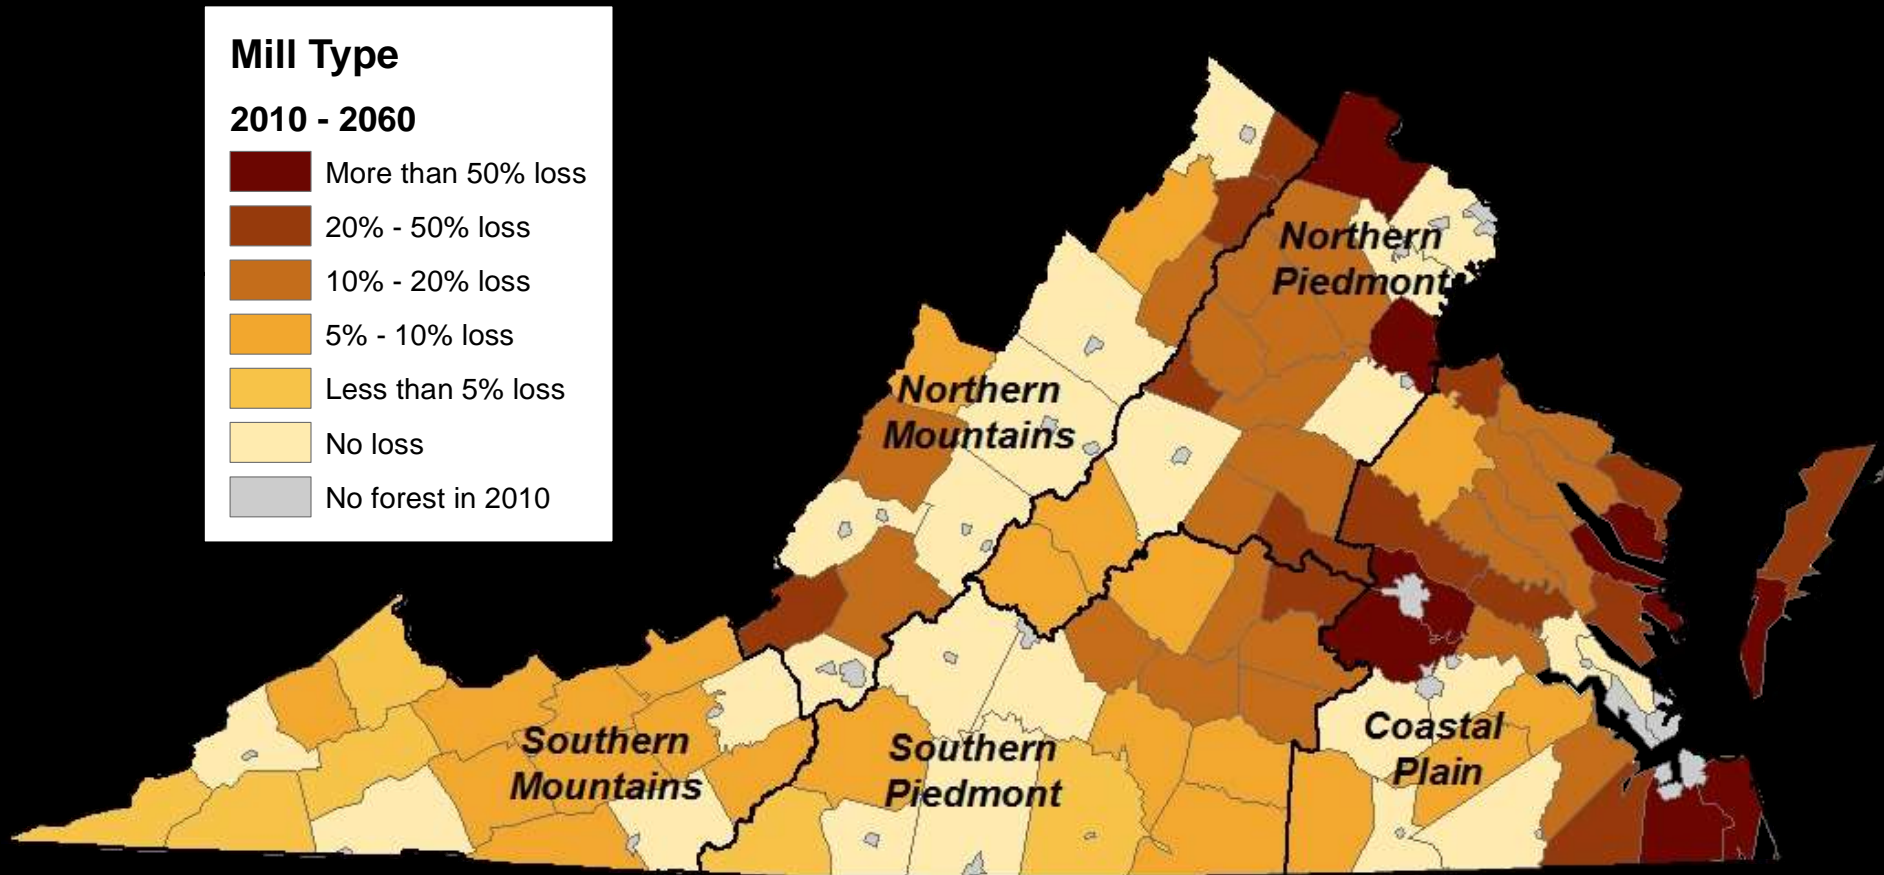 Mill Type
2010 - 2060
More than 50% loss
20% - 50% loss
10% - 20% loss
5% - 10% loss
Less than 5% loss
No loss
No forest in 2010
Northern
Piedmont
Northern
Mountains
Southern
Mountains
Southern
Piedmont
Coastal
Plain